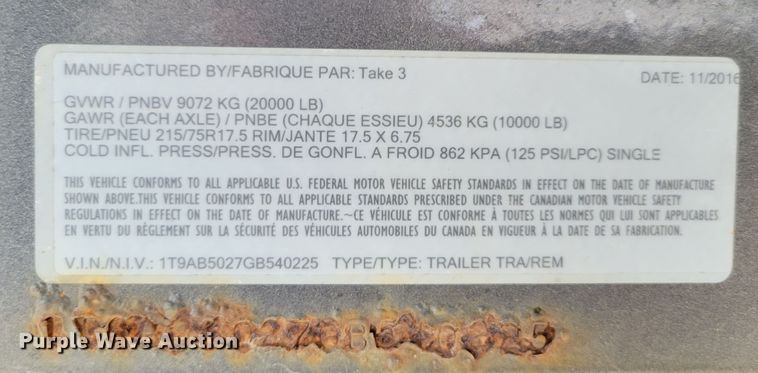 MANUFACTURED BY/FABRIQUE PAR: Take 3 DATE: 11/2016
GVWR / PNBV 9072 KG (20000 LB)
GAWR (EACH AXLE) / PNBE (CHAQUE ESSIEU) 4536 KG (10000 LB)
TIRE/PNEU 215/75R17.5 RIM/JANTE 17.5 X 6.75
COLD INFL. PRESS/PRESS. DE GONFL. A FROID 862 KPA (125 PSI/LPC) SINGLE
THIS VEHICLE CONFORMS TO ALL APPLICABLE U.S. FEDERAL MOTOR VEHICLE SAFETY STANDARDS IN EFFECT ON THE DATE OF MANUFACTURE
SHOWN ABOVE.THIS VEHICLE CONFORMS TO ALL APPLICABLE STANDARDS PRESCRIBED UNDER THE CANADIAN MOTOR VEHICLE SAFETY
REGULATIONS IN EFFECT ON THE DATE OF MANUFACTURE.~CE VÉHICULE EST CONFORME À TOUTES LES NORMES QUI LUI SONT APPLICABLES
EN VERTU DU RÈGLEMENT SUR LA SÉCURITÉ DES VÉHICULES AUTOMOBILES DU CANADA EN VIGUEUR À LA DATE DE SA FABRICATION.
V.I.N./N.I.V.: 1T9AB5027GB540225 TYPE/TYPE: TRAILER TRA/REM
Purple Wave Auction